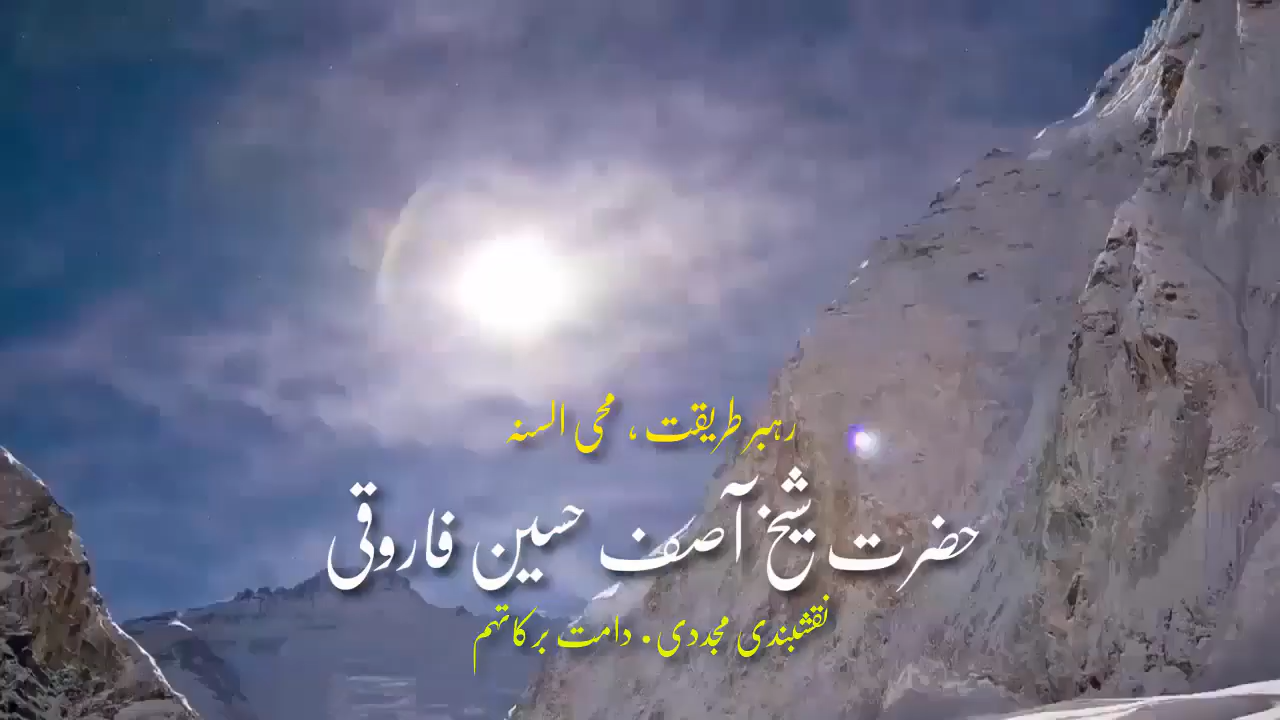 رہبر طریقت، محی السنہ
حضرت شیخ آصف حسین فاروقی
نقشبندی مجددی۔ دامت برکاتہم